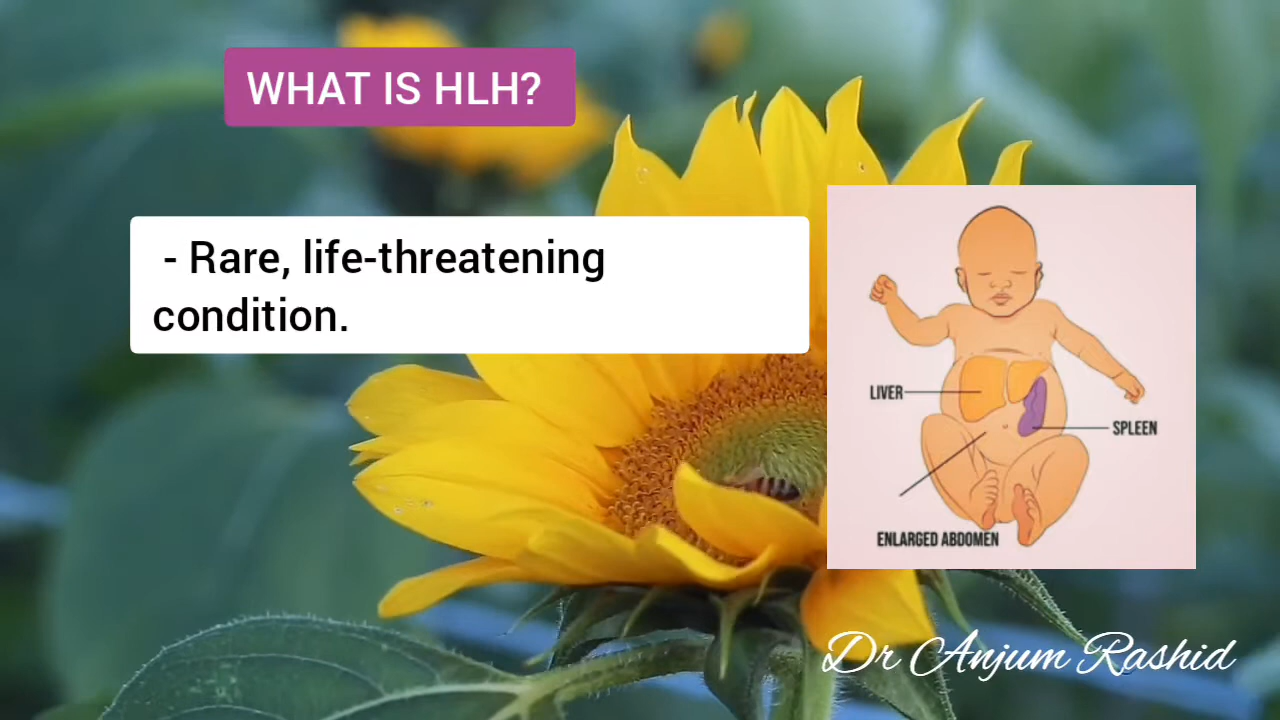 WHAT IS HLH?
- Rare, life-threatening
condition.
LIVER
SPLEEN
ENLARGED ABDOMEN
Dr Anjum Rashid